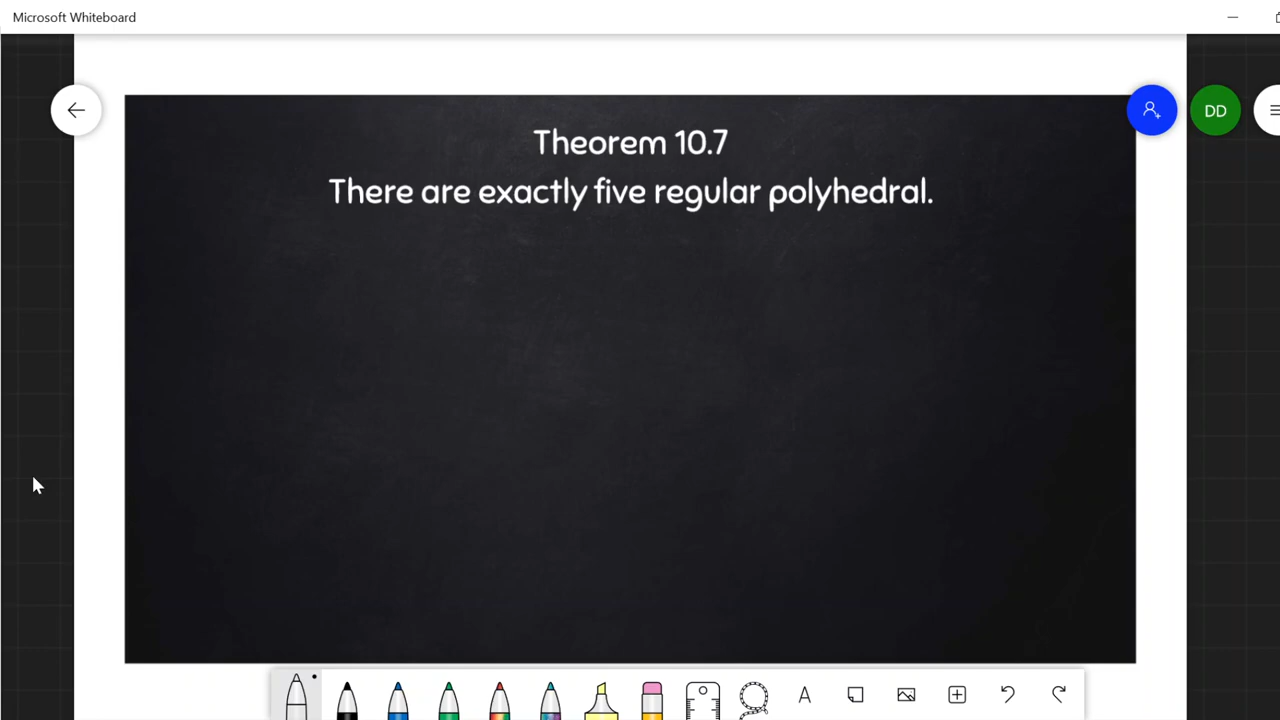 Microsoft Whiteboard
DD
Theorem 10.7
There are exactly five regular polyhedral.
A